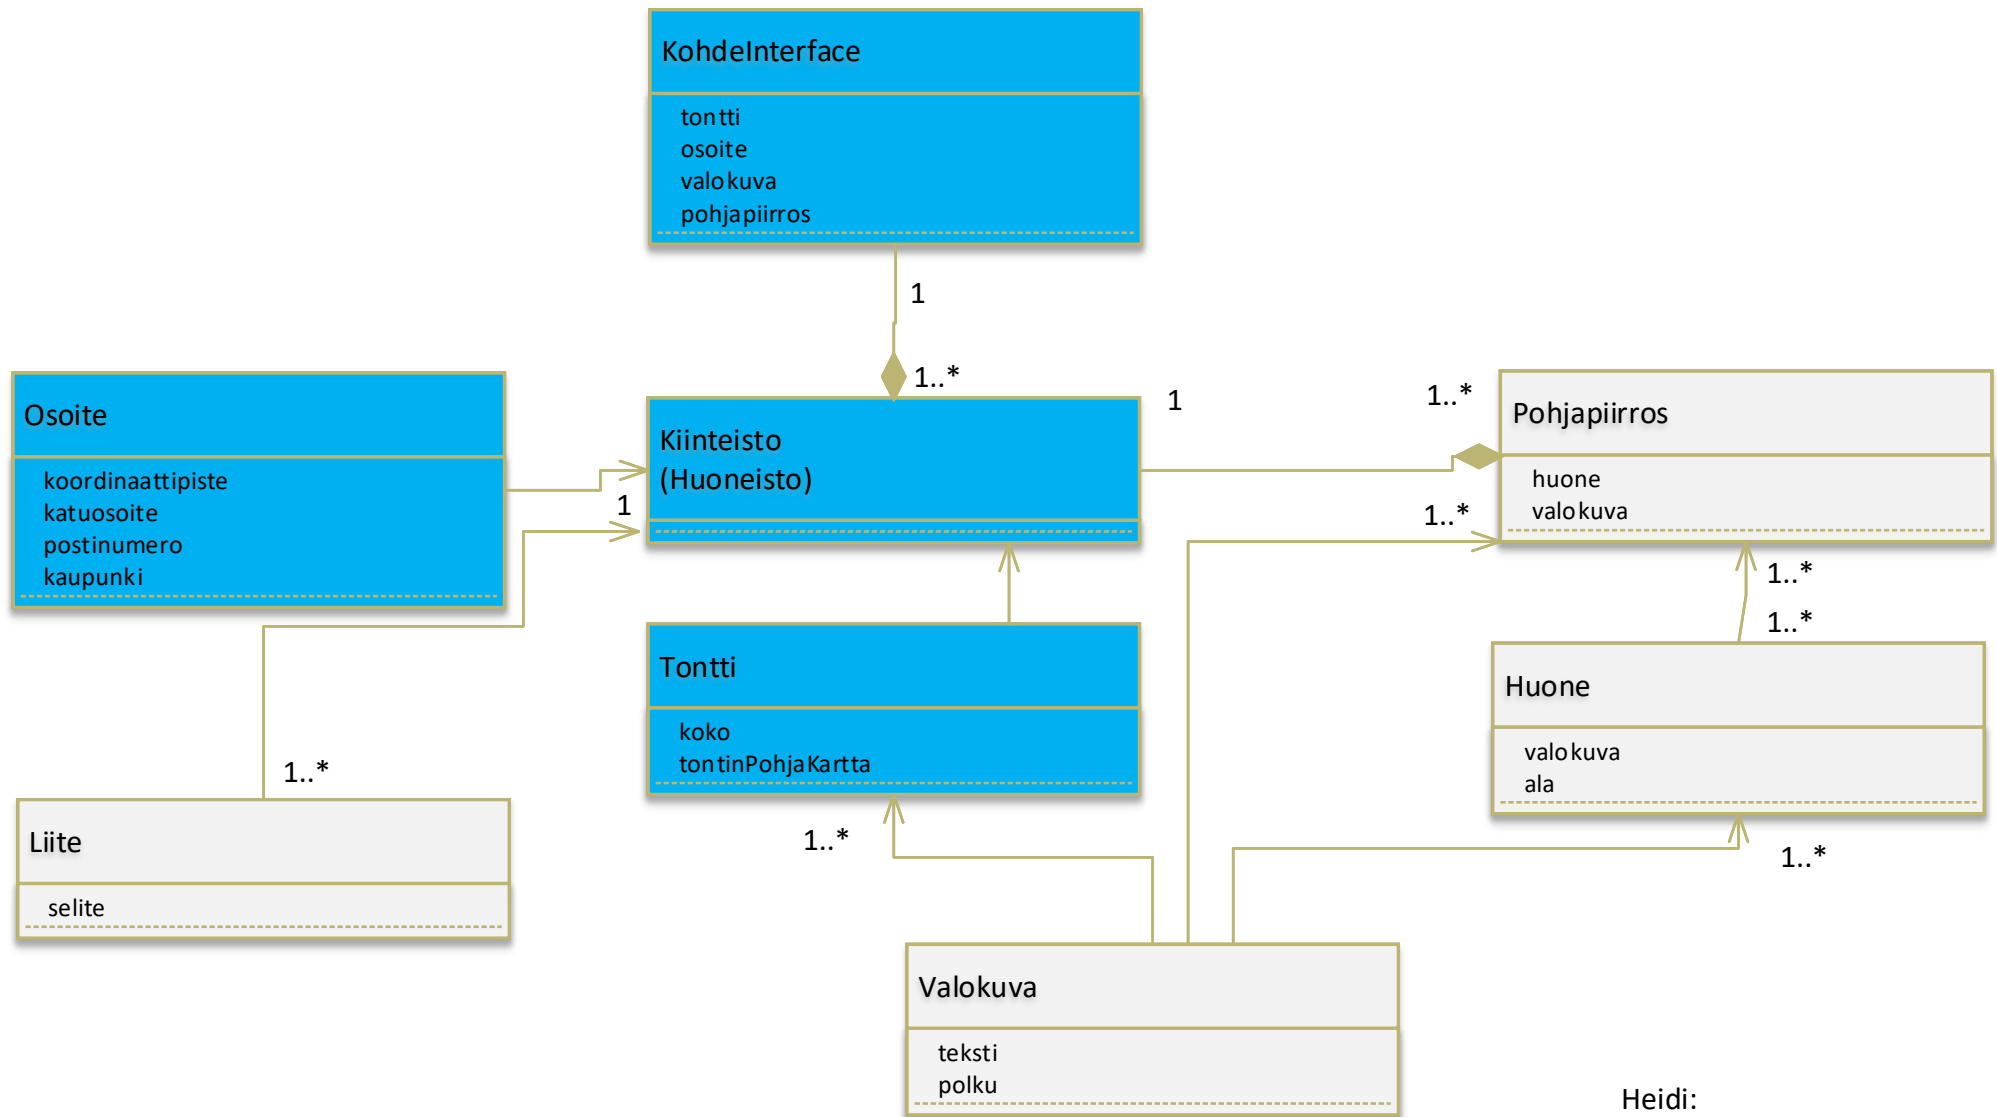 KohdeInterface
tontti
osoite
valokuva
pohjapiirros
1
1..*
Osoite
koordinaattipiste
katuosoite
postinumero
kaupunki
Kiinteisto
(Huoneisto)
1
1..*
Pohjapiirros
huone
valokuva
1
1..*
1..*
1..*
Tontti
koko
tontinPohjaKartta
Huone
valokuva
ala
1..*
Liite
selite
1..*
1..*
Valokuva
teksti
polku
Heidi: